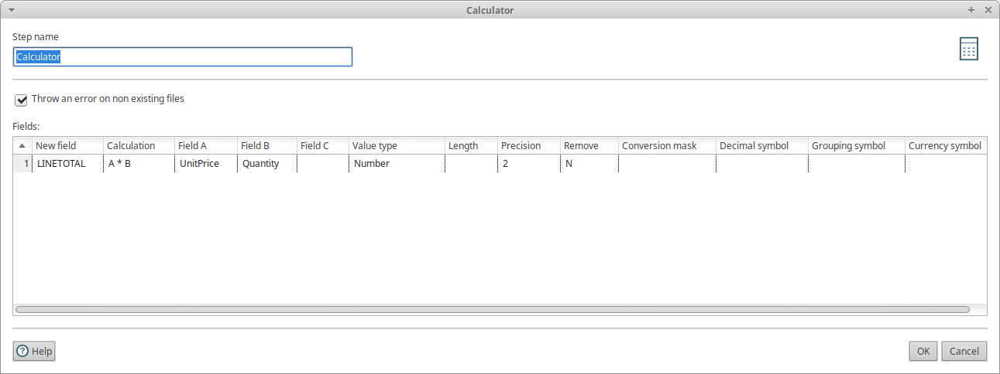 Calculator
Step name
Calculator
Throw an error on non existing files
Fields:
New field Calculation Field A Field B Field C Value type Length Precision Remove Conversion mask Decimal symbol Grouping symbol Currency symbol
1 LINETOTAL A * B UnitPrice Quantity Number 2 N
Help OK Cancel